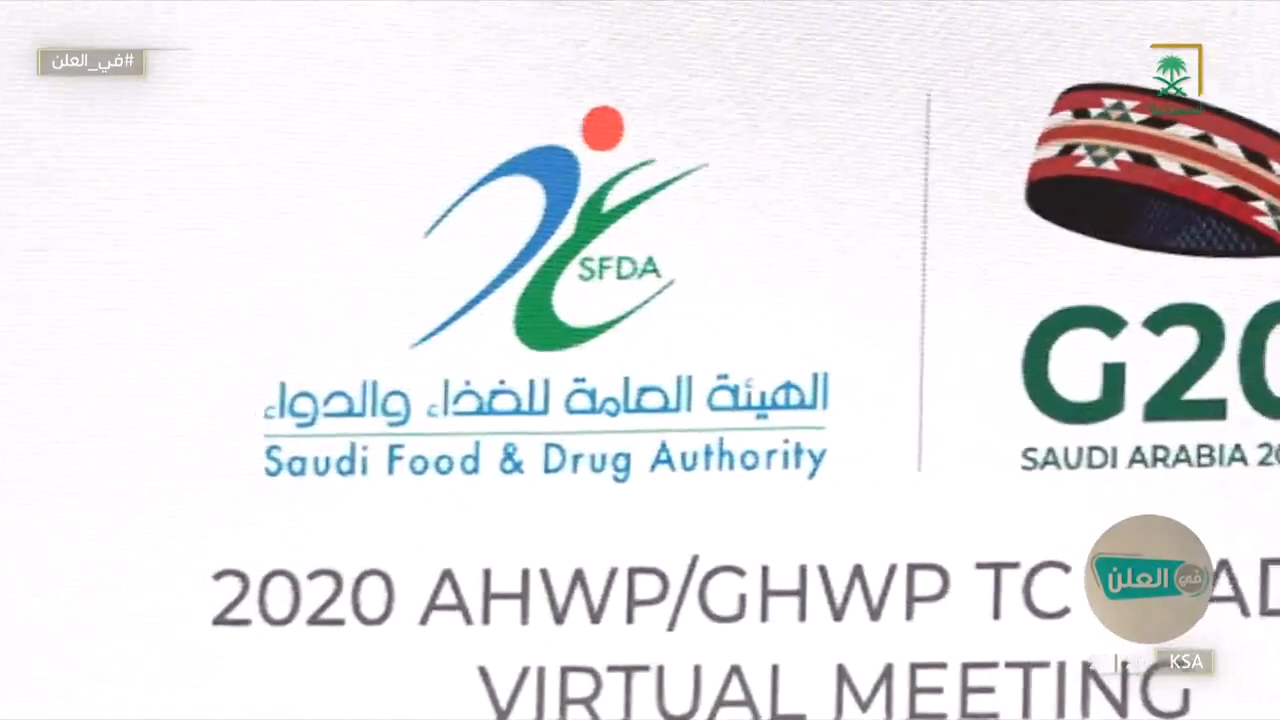 #في_العلن
SFDA
الهيئة العامة للغذاء والدواء
Saudi Food & Drug Authority
SAUDI ARABIA
2020 AHWP/GHWP TC
VIRTUAL MEETING
في العلن
KSA